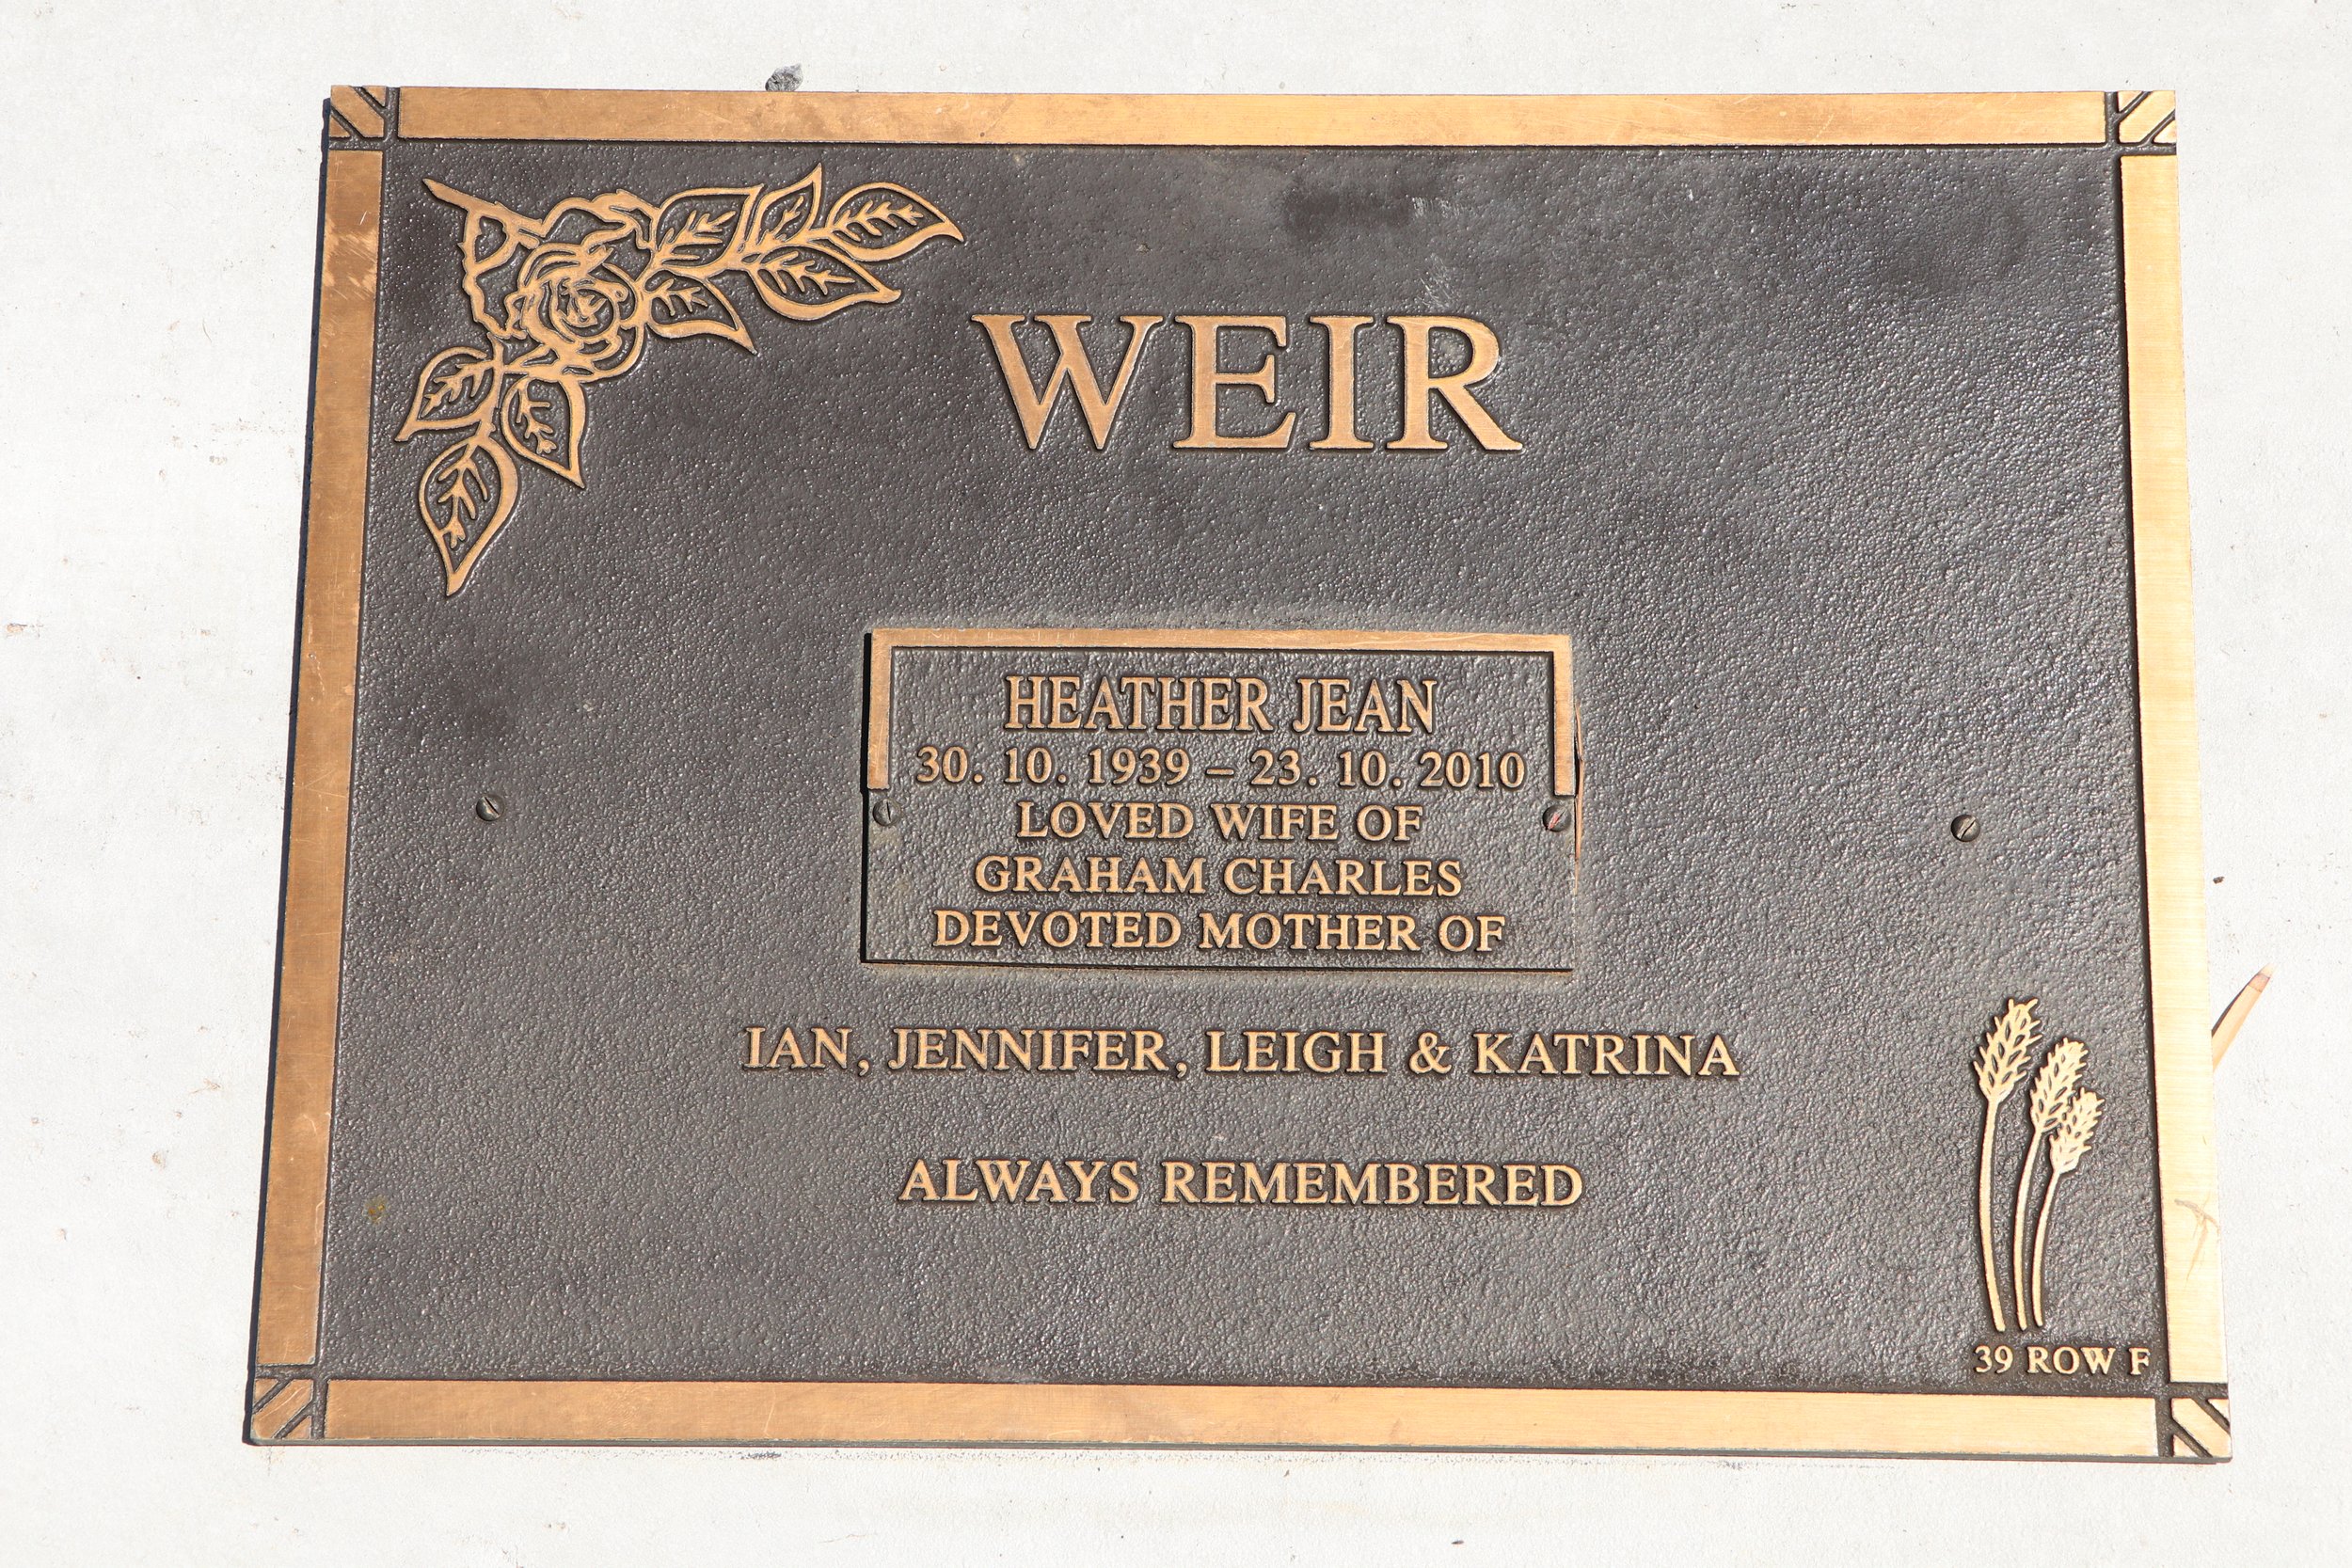 WEIR
HEATHER JEAN
30. 10. 1939 – 23. 10. 2010
LOVED WIFE OF
GRAHAM CHARLES
DEVOTED MOTHER OF
IAN, JENNIFER, LEIGH & KATRINA
ALWAYS REMEMBERED
39 ROW F